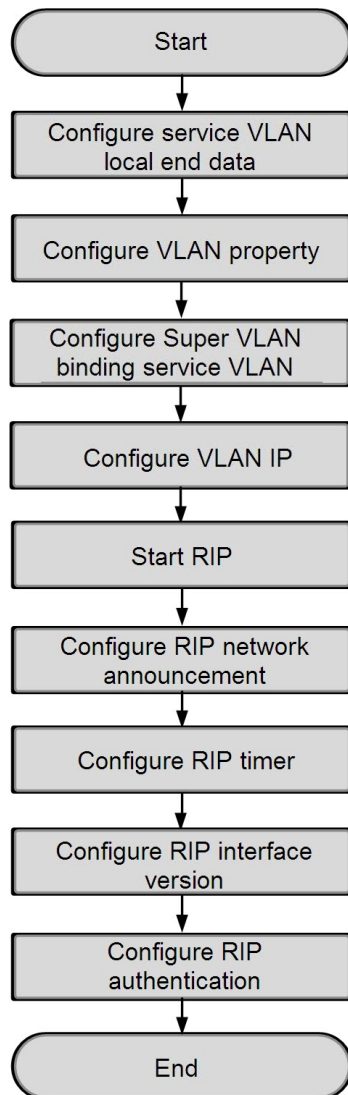 Start
Configure service VLAN
local end data
Configure VLAN property
Configure Super VLAN
binding service VLAN
Configure VLAN IP
Start RIP
Configure RIP network
announcement
Configure RIP timer
Configure RIP interface
version
Configure RIP
authentication
End